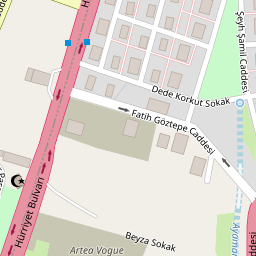 Şeyh Şamil Caddesi
Dede Korkut Sokak
Fatih Göztepe Caddesi
Hürriyet Bulvarı
Beyza Sokak
Artea Vogue